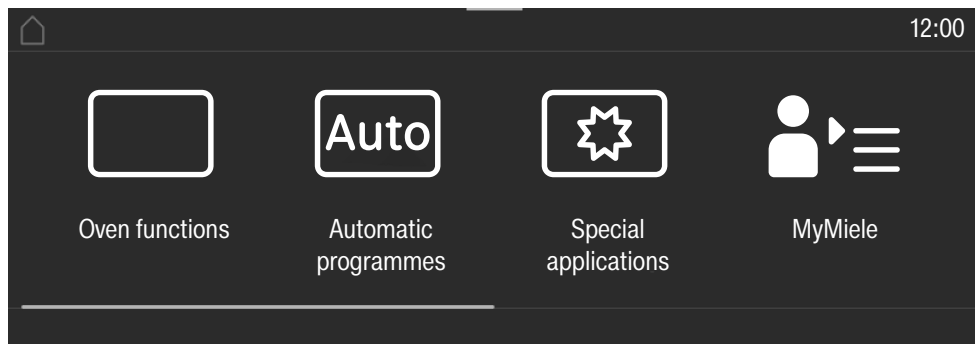 12:00
Auto
Oven functions
Automatic
programmes
Special
applications
MyMiele